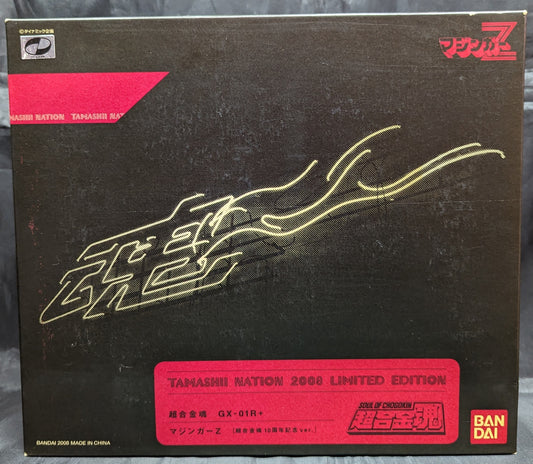 ©ダイナミック企画
マジンガーZ
TAMASHII NATION TAMASHII NAT
魂
TAMASHII NATION 2008 LIMITED EDITION
超合金魂 GX-01R+
マジンガーZ [超合金魂 10周年記念ver.]
SOUL OF CHOGOKIN
超合金魂
BAN
DAI
BANDAI 2008 MADE IN CHINA